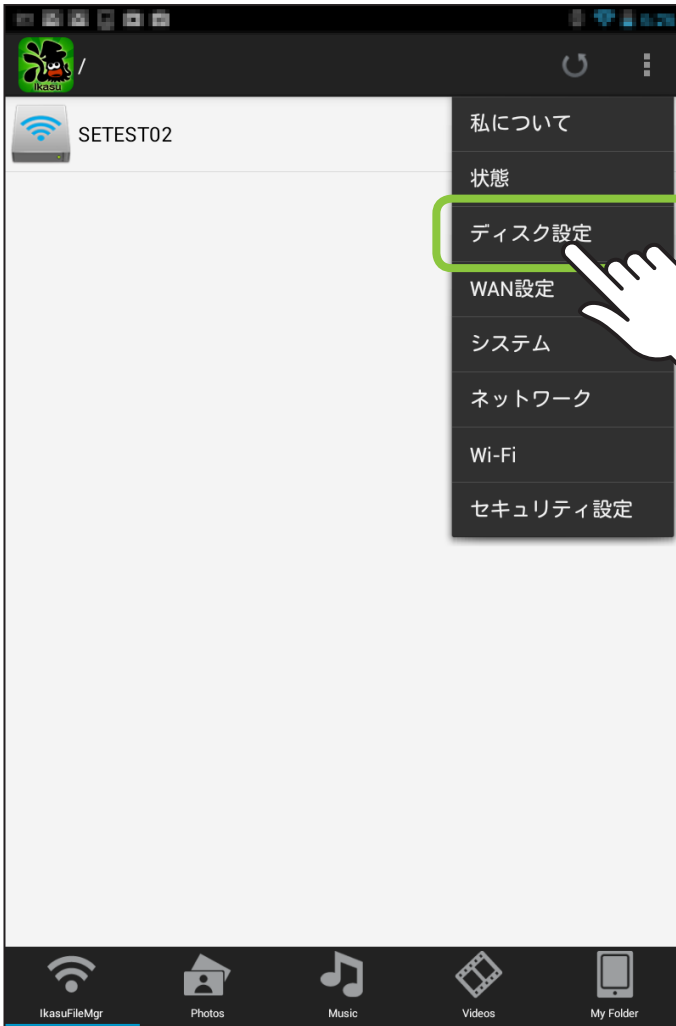 Ikasu
/
SETEST02
私について
状態
ディスク設定
WAN設定
システム
ネットワーク
Wi-Fi
セキュリティ設定
IkasuFileMgr
Photos
Music
Videos
My Folder